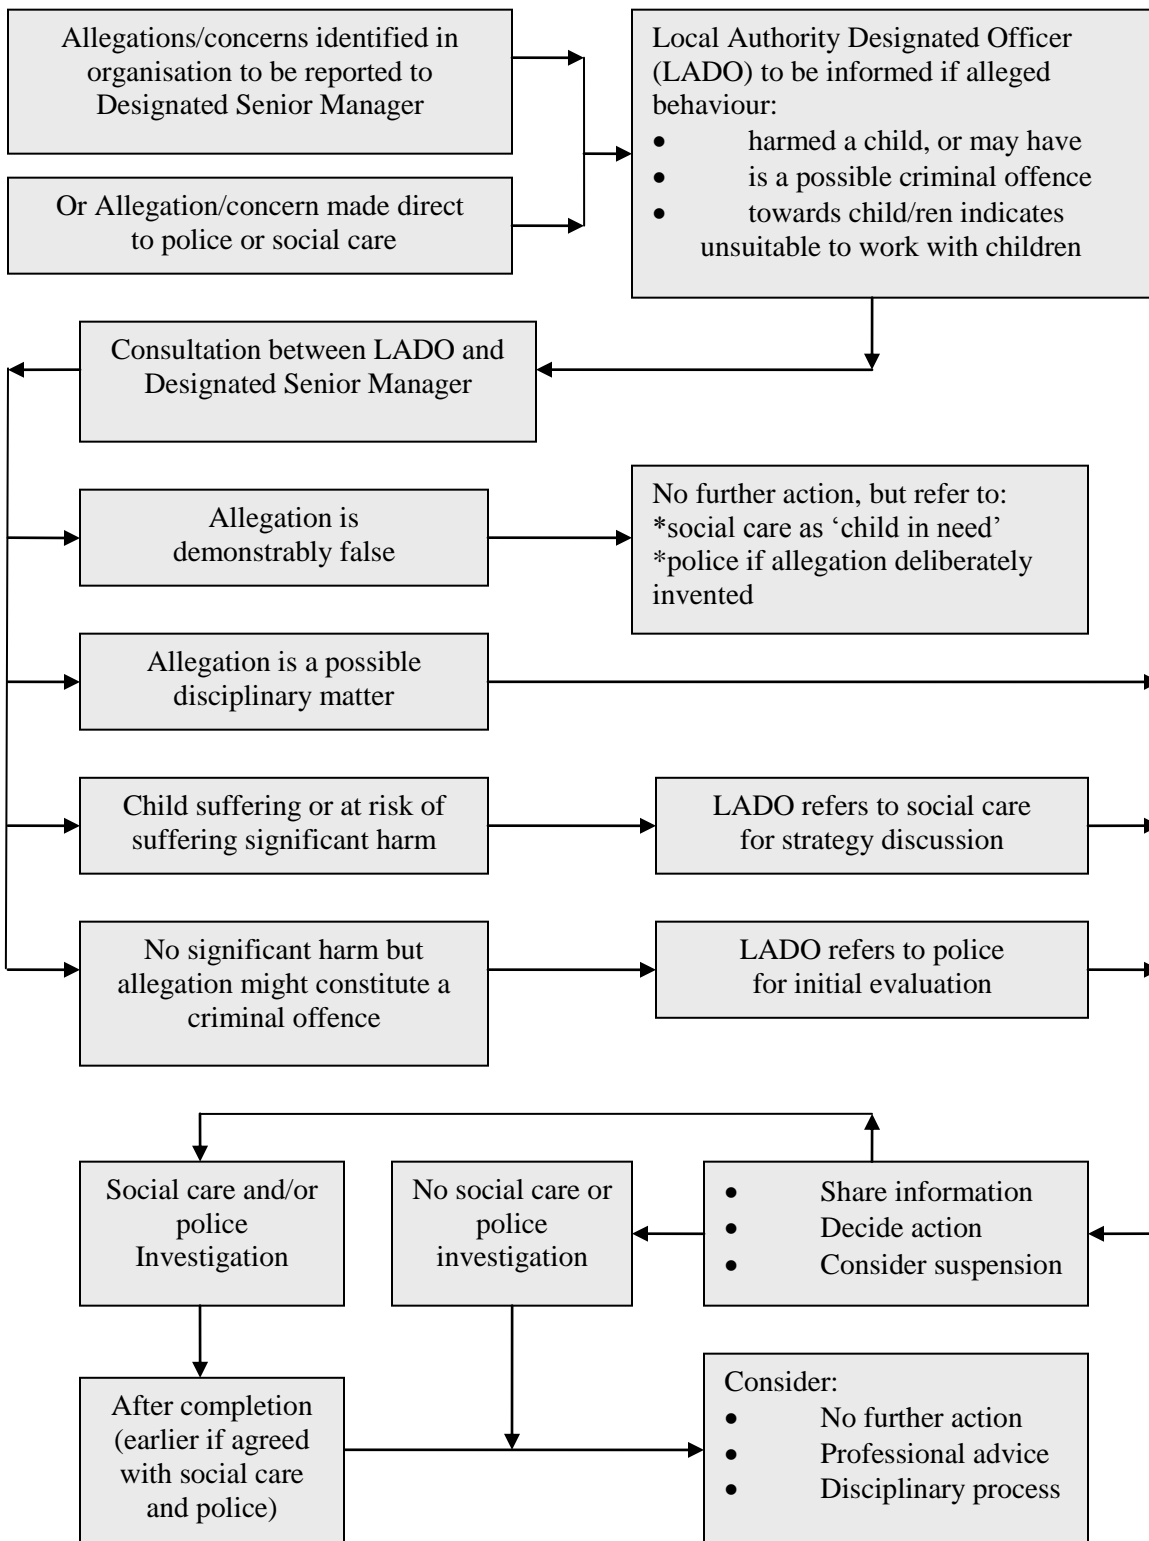 Allegations/concerns identified in
organisation to be reported to
Designated Senior Manager
Or Allegation/concern made direct
to police or social care
Local Authority Designated Officer
(LADO) to be informed if alleged
behaviour:
• harmed a child, or may have
• is a possible criminal offence
• towards child/ren indicates
unsuitable to work with children
Consultation between LADO and
Designated Senior Manager
Allegation is
demonstrably false
No further action, but refer to:
*social care as ‘child in need’
*police if allegation deliberately
invented
Allegation is a possible
disciplinary matter
Child suffering or at risk of
suffering significant harm
LADO refers to social care
for strategy discussion
No significant harm but
allegation might constitute a
criminal offence
LADO refers to police
for initial evaluation
Social care and/or
police
Investigation
No social care or
police
investigation
• Share information
• Decide action
• Consider suspension
After completion
(earlier if agreed
with social care
and police)
Consider:
• No further action
• Professional advice
• Disciplinary process